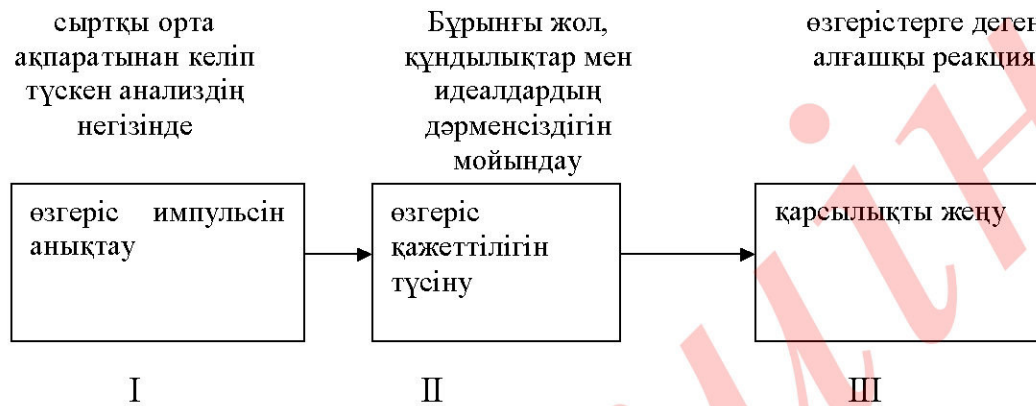 сыртқы орта
ақпаратынан келіп
түскен анализдің
негізінде
Бұрынғы жол,
құндылықтар мен
идеалдардың
дәрменсіздігін
мойындау
өзгерістерге деген
алғашқы реакция
өзгеріс импульсін
анықтау
өзгеріс
қажеттілігін
түсіну
қарсылықты жеңу
I
II
III